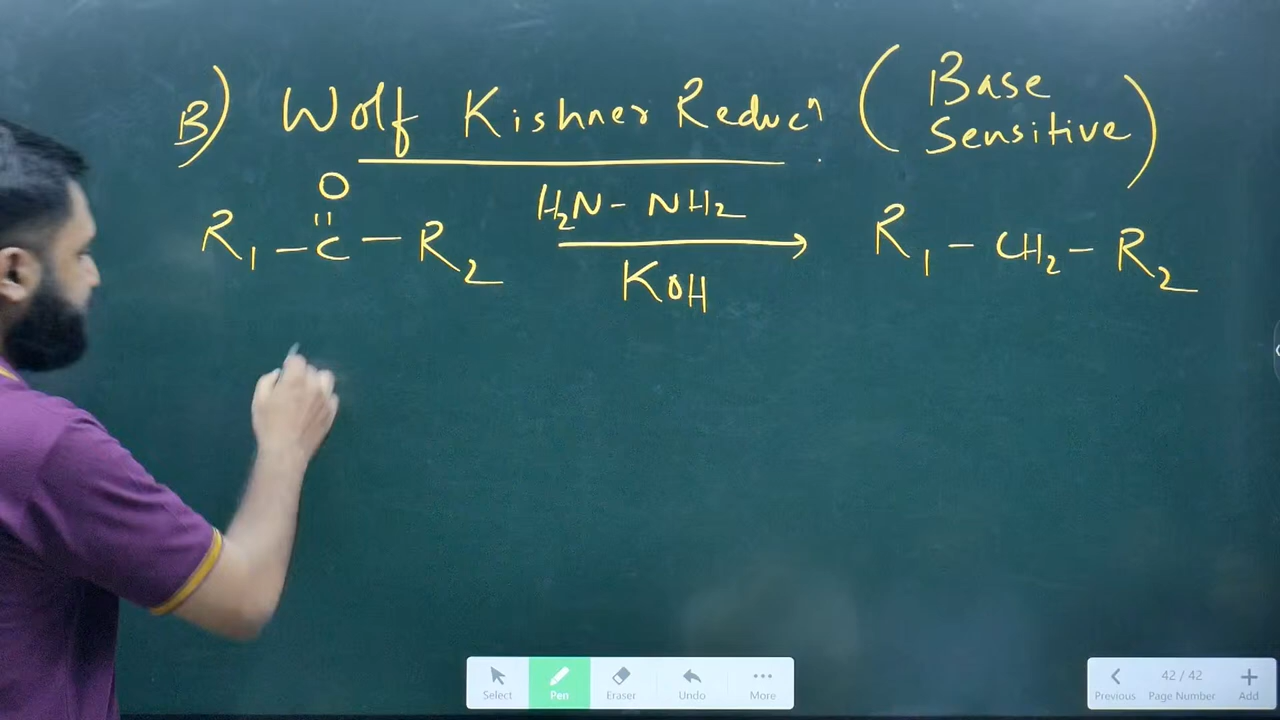 B) Wolf Kishner Reducⁿ (Base Sensitive)
O
R₁ – C – R₂
H₂N – NH₂
KOH
R₁ – CH₂ – R₂
Select Pen Eraser Undo More
42 / 42
Previous Page Number Add